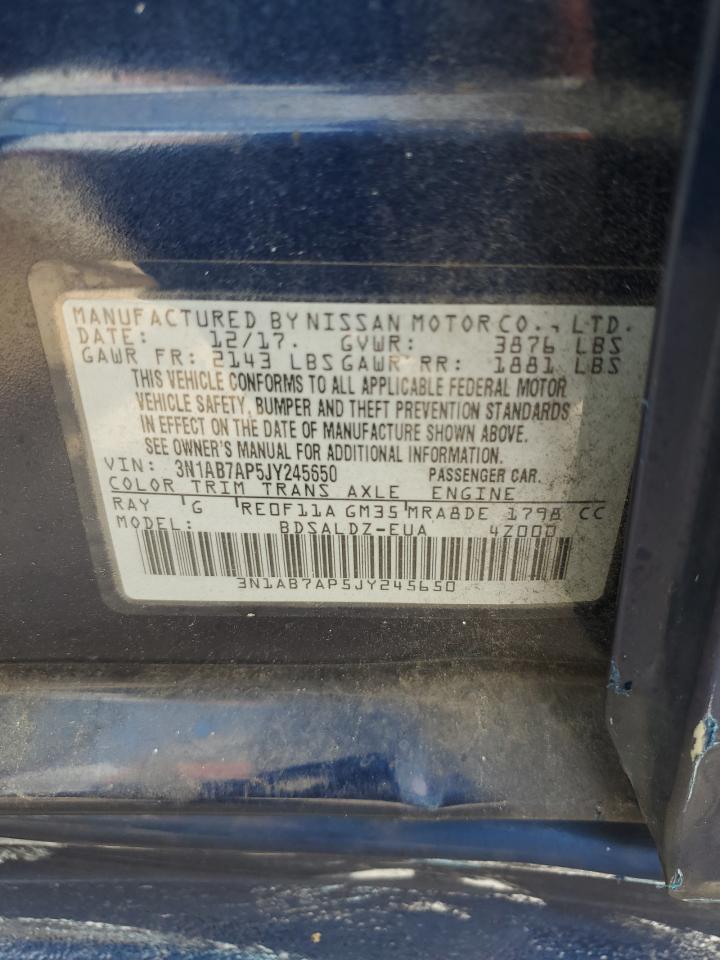 MANUFACTURED BY NISSAN MOTOR CO., LTD.
DATE: 12/17. GVWR: 3876 LBS
GAWR FR: 2143 LBS GAWR RR: 1881 LBS
THIS VEHICLE CONFORMS TO ALL APPLICABLE FEDERAL MOTOR
VEHICLE SAFETY, BUMPER AND THEFT PREVENTION STANDARDS
IN EFFECT ON THE DATE OF MANUFACTURE SHOWN ABOVE.
SEE OWNER'S MANUAL FOR ADDITIONAL INFORMATION.
VIN: 3N1AB7AP5JY245650 PASSENGER CAR.
COLOR TRIM TRANS AXLE ENGINE
RAY G RE0F11A GM35 MRA8DE 1798 CC
MODEL: BDSALDZ-EUA 4Z000
3N1AB7AP5JY245650